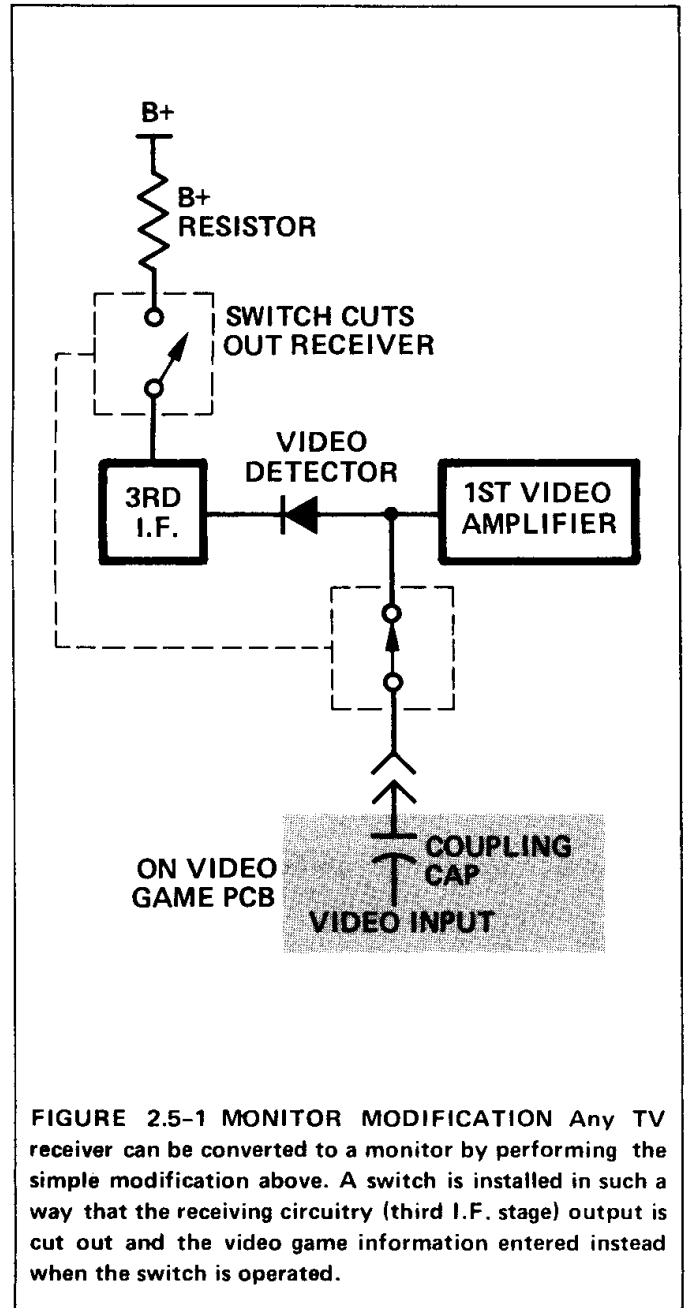 B+
B+
RESISTOR
SWITCH CUTS
OUT RECEIVER
VIDEO
DETECTOR
3RD
I.F.
1ST VIDEO
AMPLIFIER
ON VIDEO
GAME PCB
COUPLING
CAP
VIDEO INPUT
FIGURE 2.5-1 MONITOR MODIFICATION Any TV
receiver can be converted to a monitor by performing the
simple modification above. A switch is installed in such a
way that the receiving circuitry (third I.F. stage) output is
cut out and the video game information entered instead
when the switch is operated.